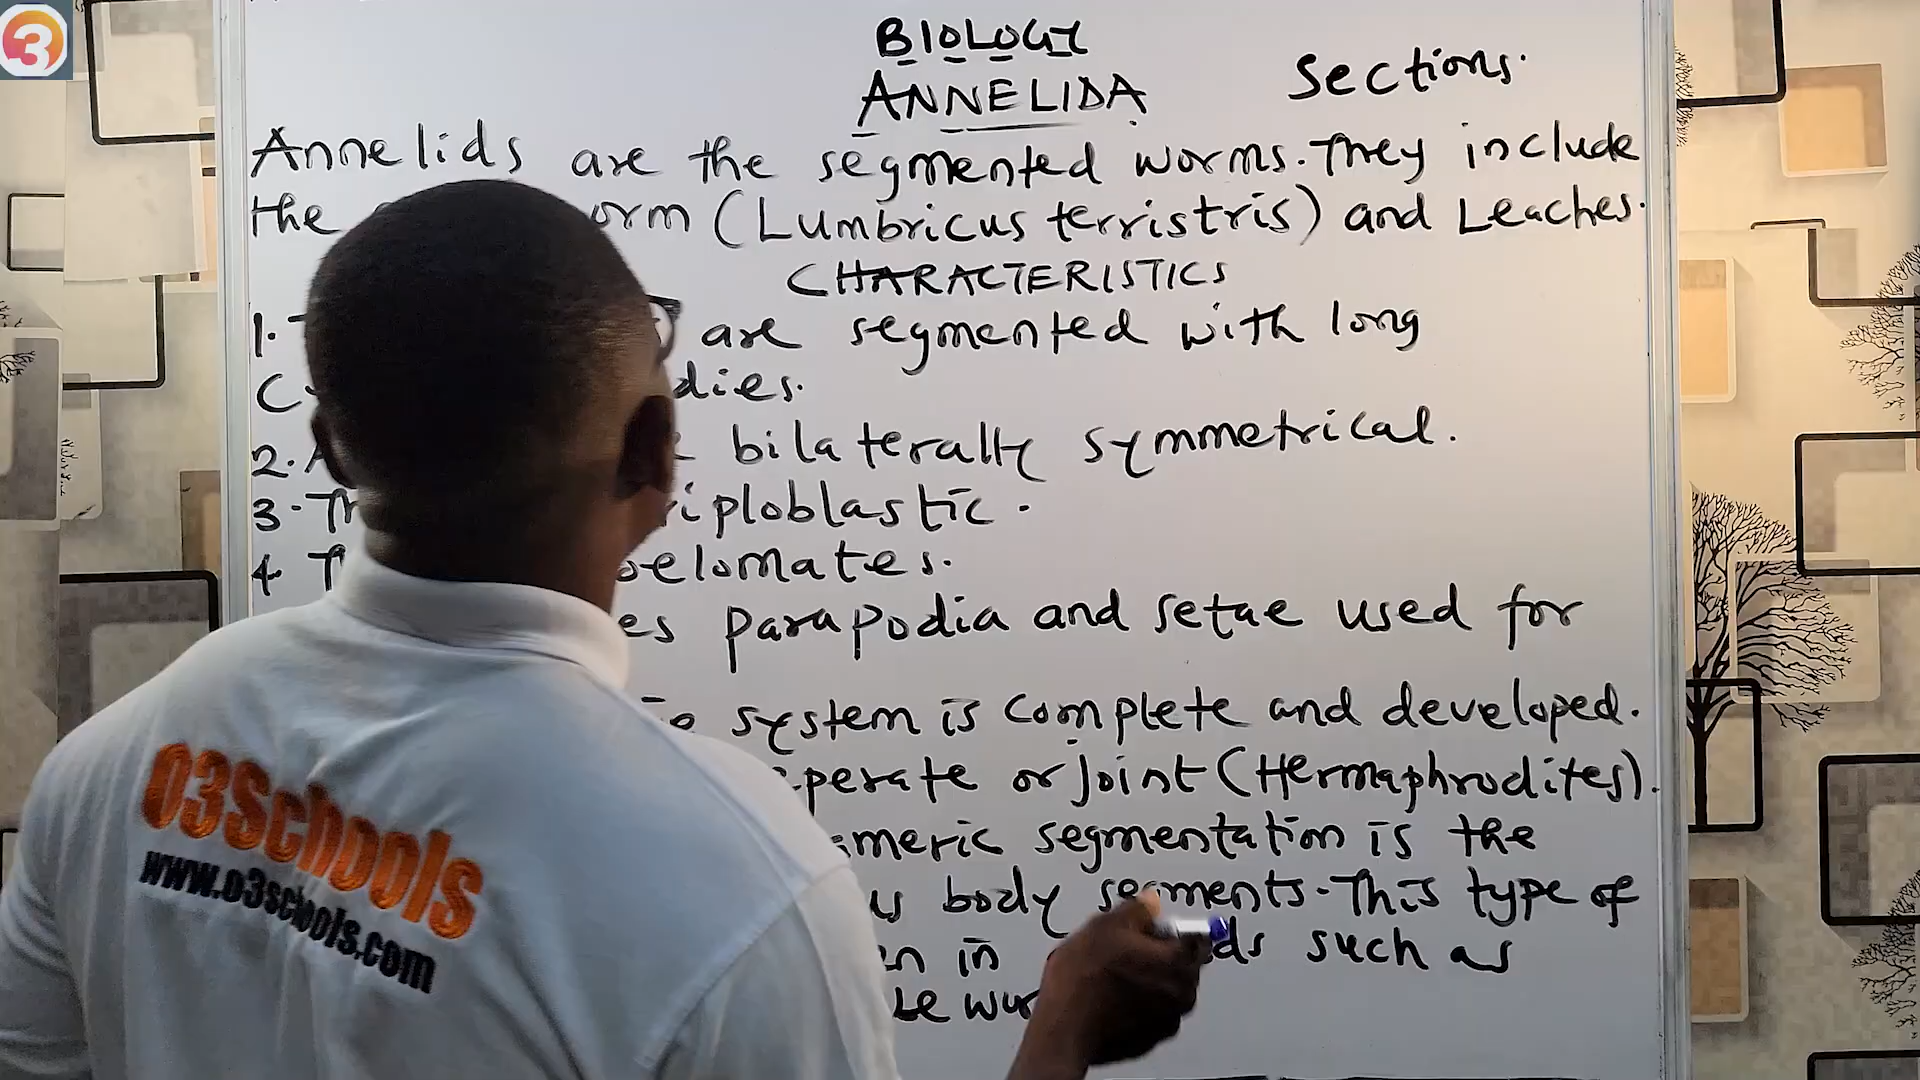 3
BIOLOGY
ANNELIDA
Sections.
Annelids are the segmented worms. They include
the orm (Lumbricus terristris) and Leaches.
CHARACTERISTICS
1. are segmented with long
dies.
2. bilaterally symmetrical.
3. iploblastic.
4 oelomates.
es parapodia and setae used for
system is complete and developed.
perate or joint (Hermaphrodites).
meric segmentation is the
us body segments. This type of
in ds such as
O3Schools
www.o3schools.com